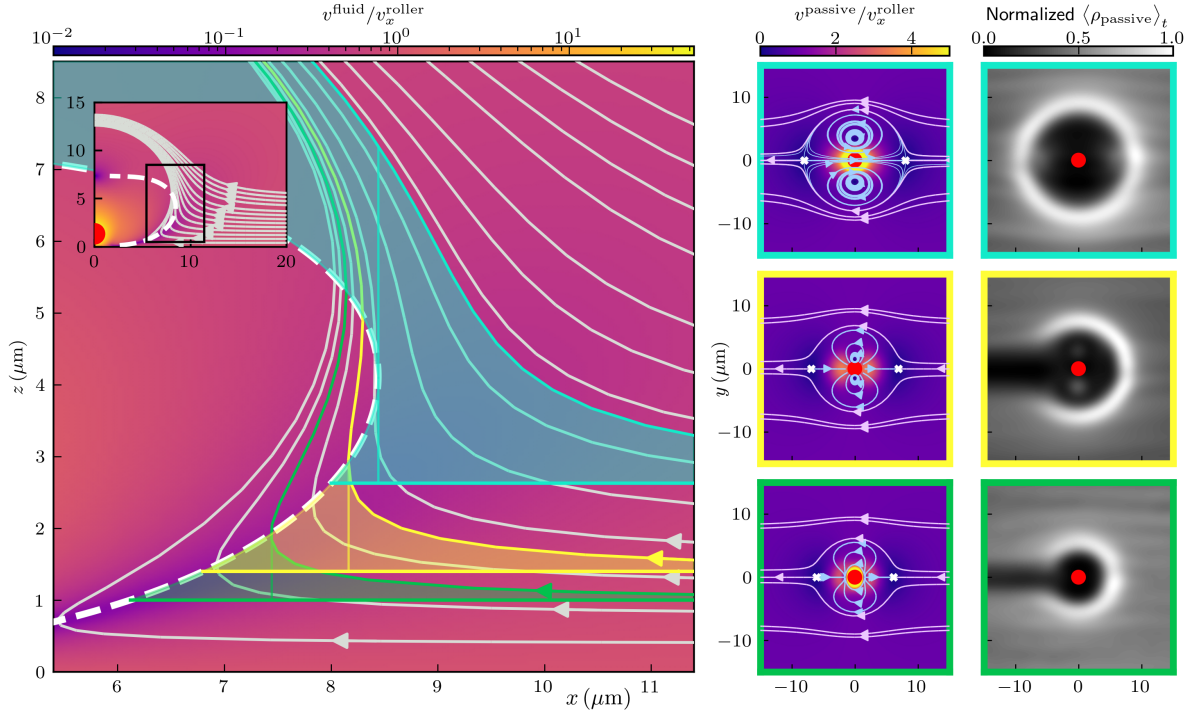 v^fluid/v_x^roller
10^−2 10^−1 10^0 10^1
v^passive/v_x^roller
0 2 4
Normalized ⟨ρ_passive⟩_t
0.0 0.5 1.0
z (μm)
8
7
6
5
4
3
2
1
0
6 7 8 9 10 11
x (μm)
15
10
5
0
0 10 20
y (μm)
10
0
−10
10
0
−10
10
0
−10
−10 0 10
−10 0 10